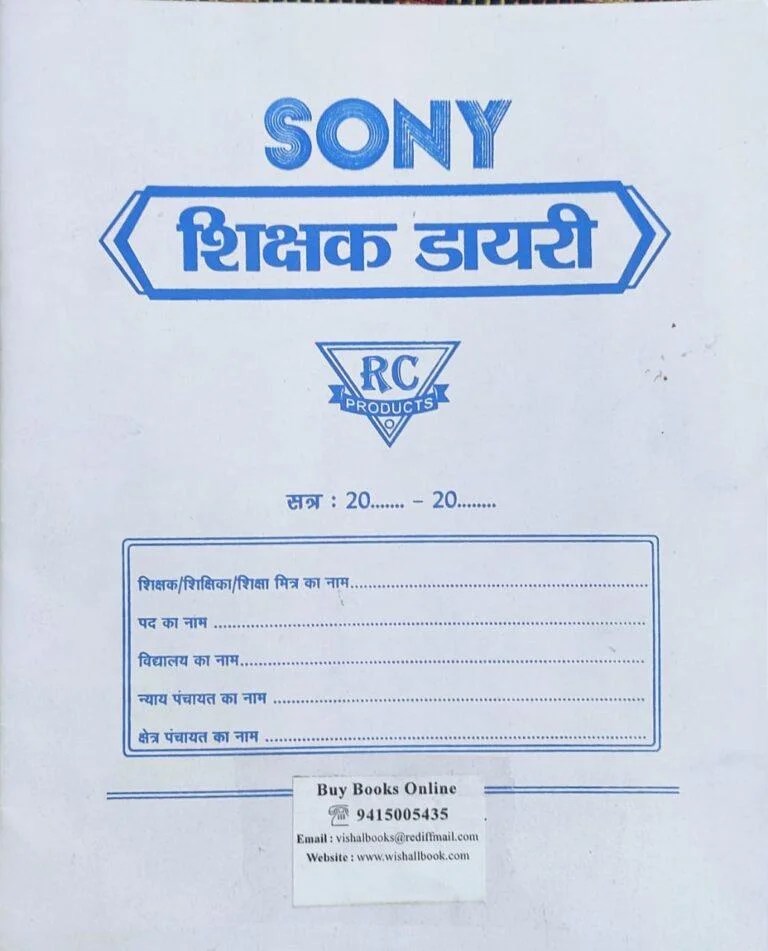 SONY
शिक्षक डायरी
RC
PRODUCTS
सत्र : 20....... – 20........
शिक्षक/शिक्षिका/शिक्षा मित्र का नाम........................................................................
पद का नाम ........................................................................................................
विद्यालय का नाम..................................................................................................
न्याय पंचायत का नाम ..........................................................................................
क्षेत्र पंचायत का नाम ............................................................................................
Buy Books Online
☎ 9415005435
Email : vishalbooks@rediffmail.com
Website : www.wishallbook.com